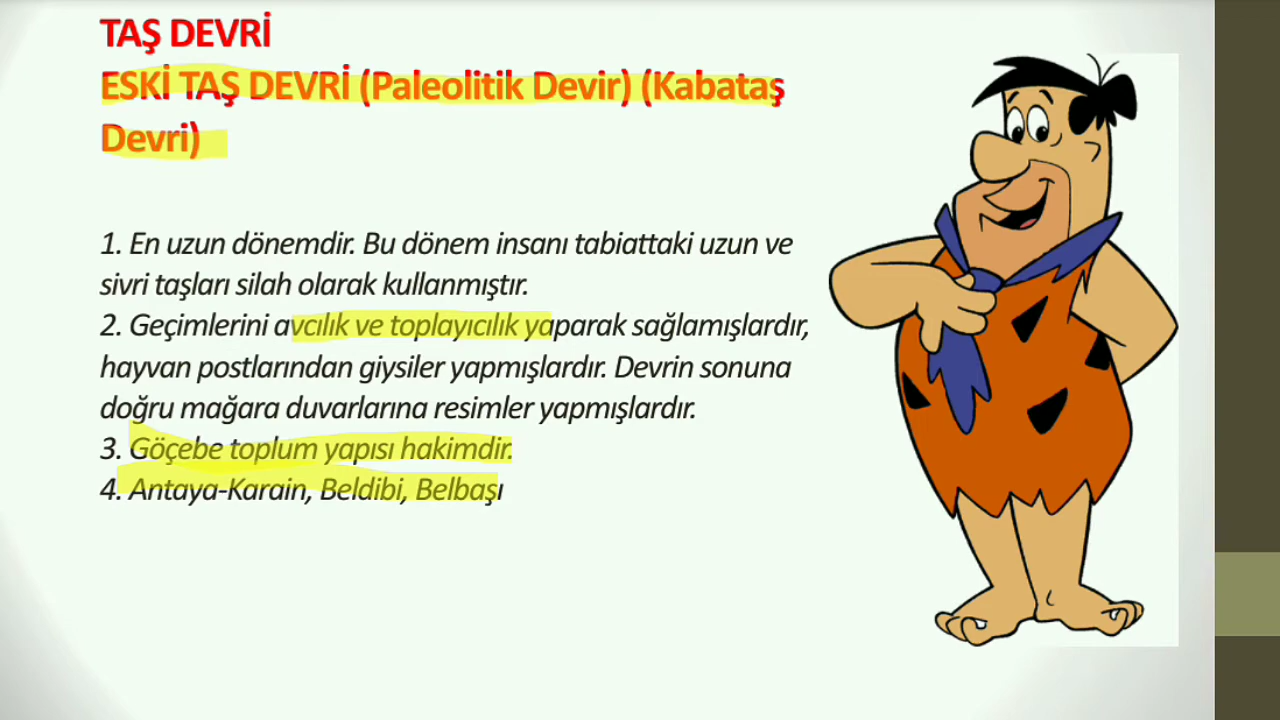 TAŞ DEVRİ
ESKİ TAŞ DEVRİ (Paleolitik Devir) (Kabataş
Devri)
1. En uzun dönemdir. Bu dönem insanı tabiattaki uzun ve
sivri taşları silah olarak kullanmıştır.
2. Geçimlerini avcılık ve toplayıcılık yaparak sağlamışlardır,
hayvan postlarından giysiler yapmışlardır. Devrin sonuna
doğru mağara duvarlarına resimler yapmışlardır.
3. Göçebe toplum yapısı hakimdir.
4. Antaya-Karain, Beldibi, Belbaşı